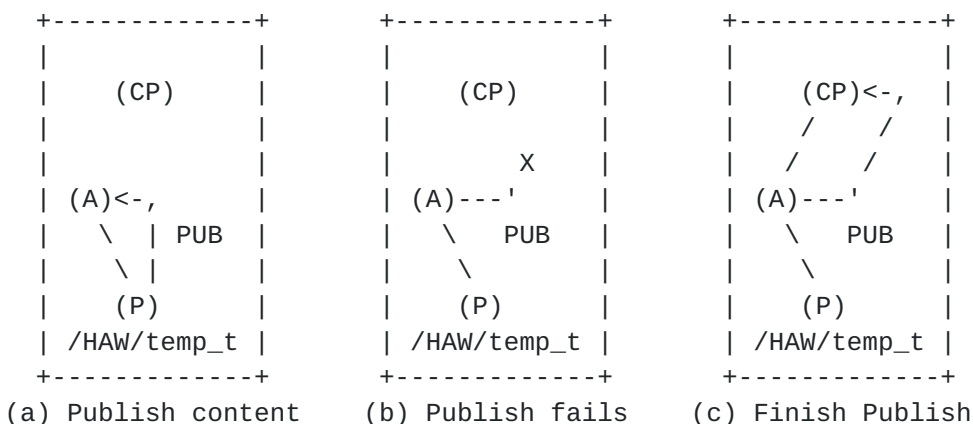 +-------------+      +-------------+      +-------------+
|             |      |             |      |             |
|    (CP)     |      |    (CP)     |      |    (CP)<-,  |
|             |      |             |      |    /    /   |
|             |      |        X    |      |   /    /    |
| (A)<-,      |      | (A)---'     |      | (A)---'     |
|   \  | PUB  |      |   \   PUB   |      |   \   PUB   |
|    \ |      |      |    \        |      |    \        |
|    (P)      |      |    (P)      |      |    (P)      |
| /HAW/temp_t |      | /HAW/temp_t |      | /HAW/temp_t |
+-------------+      +-------------+      +-------------+
(a) Publish content    (b) Publish fails    (c) Finish Publish